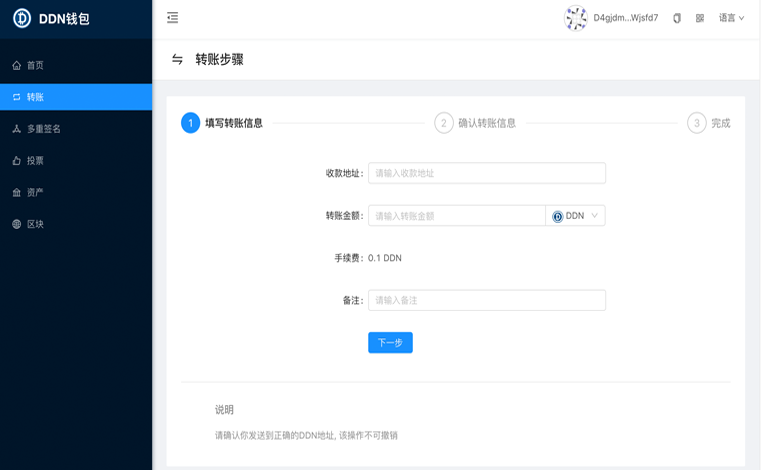 DDN钱包
D4gjdm...Wjsfd7
语言
首页
转账
多重签名
投票
资产
区块
转账步骤
1 填写转账信息
2 确认转账信息
3 完成
收款地址: 请输入收款地址
转账金额: 请输入转账金额 DDN
手续费: 0.1 DDN
备注: 请输入备注
下一步
说明
请确认你发送到正确的DDN地址, 该操作不可撤销